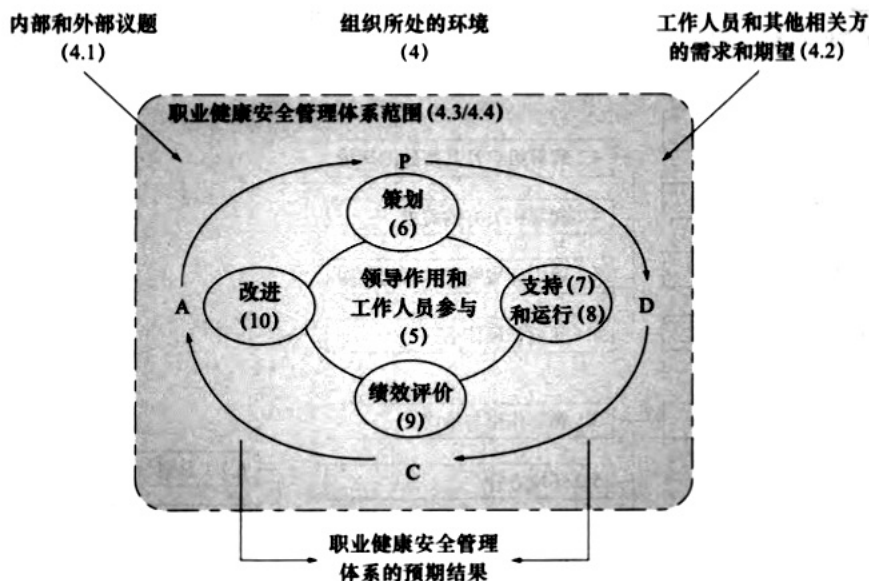 内部和外部议题
(4.1)
组织所处的环境
(4)
工作人员和其他相关方
的需求和期望(4.2)
职业健康安全管理体系范围(4.3/4.4)
P
策划
(6)
A
改进
(10)
领导作用和
工作人员参与
(5)
支持(7)
和运行(8)
D
绩效评价
(9)
C
职业健康安全管理
体系的预期结果